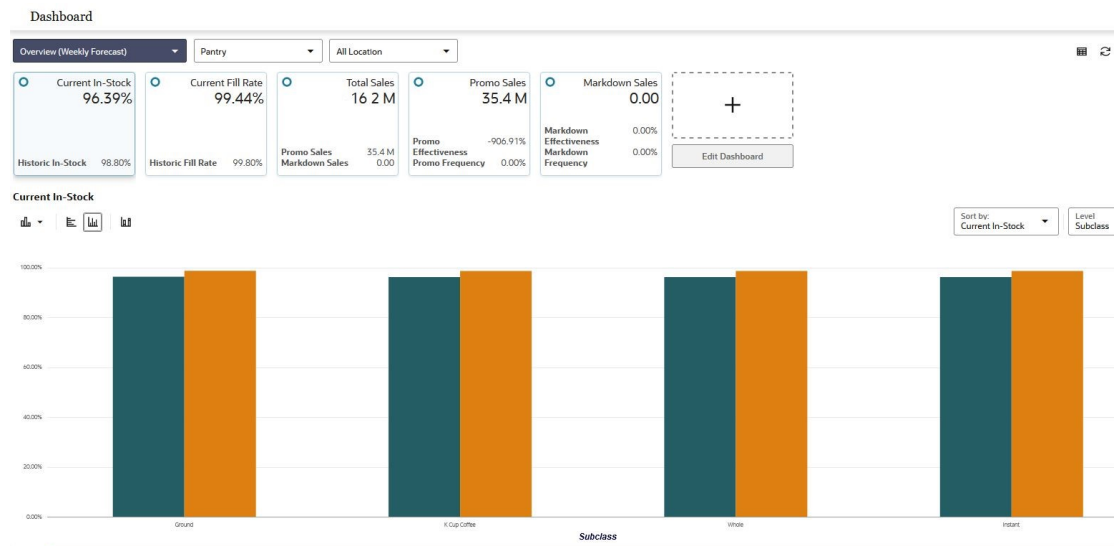 Dashboard
Overview (Weekly Forecast)
Pantry
All Location
Current In-Stock
96.39%
Historic In-Stock 98.80%
Current Fill Rate
99.44%
Historic Fill Rate 99.80%
Total Sales
16 2 M
Promo Sales 35.4 M
Markdown Sales 0.00
Promo Sales
35.4 M
Promo Effectiveness -906.91%
Promo Frequency 0.00%
Markdown Sales
0.00
Markdown Effectiveness 0.00%
Markdown Frequency 0.00%
+
Edit Dashboard
Current In-Stock
Sort by:
Current In-Stock
Level
Subclass
100.00%
80.00%
60.00%
40.00%
20.00%
0.00%
Ground
K Cup Coffee
Whole
Instant
Subclass